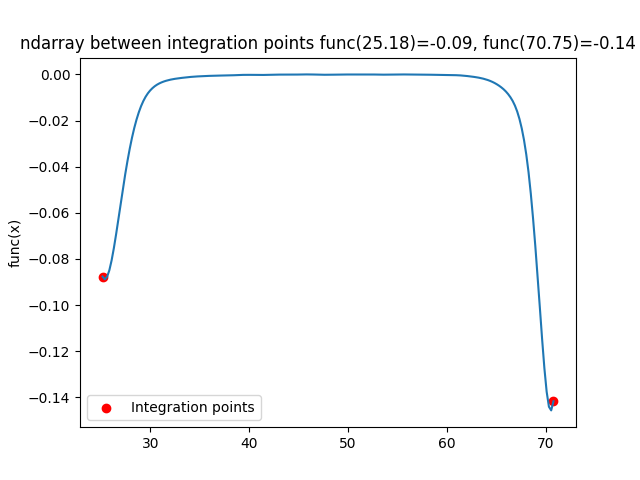 ndarray between integration points func(25.18)=-0.09, func(70.75)=-0.14
0.00
−0.02
−0.04
−0.06
−0.08
−0.10
−0.12
−0.14
func(x)
Integration points
30 40 50 60 70